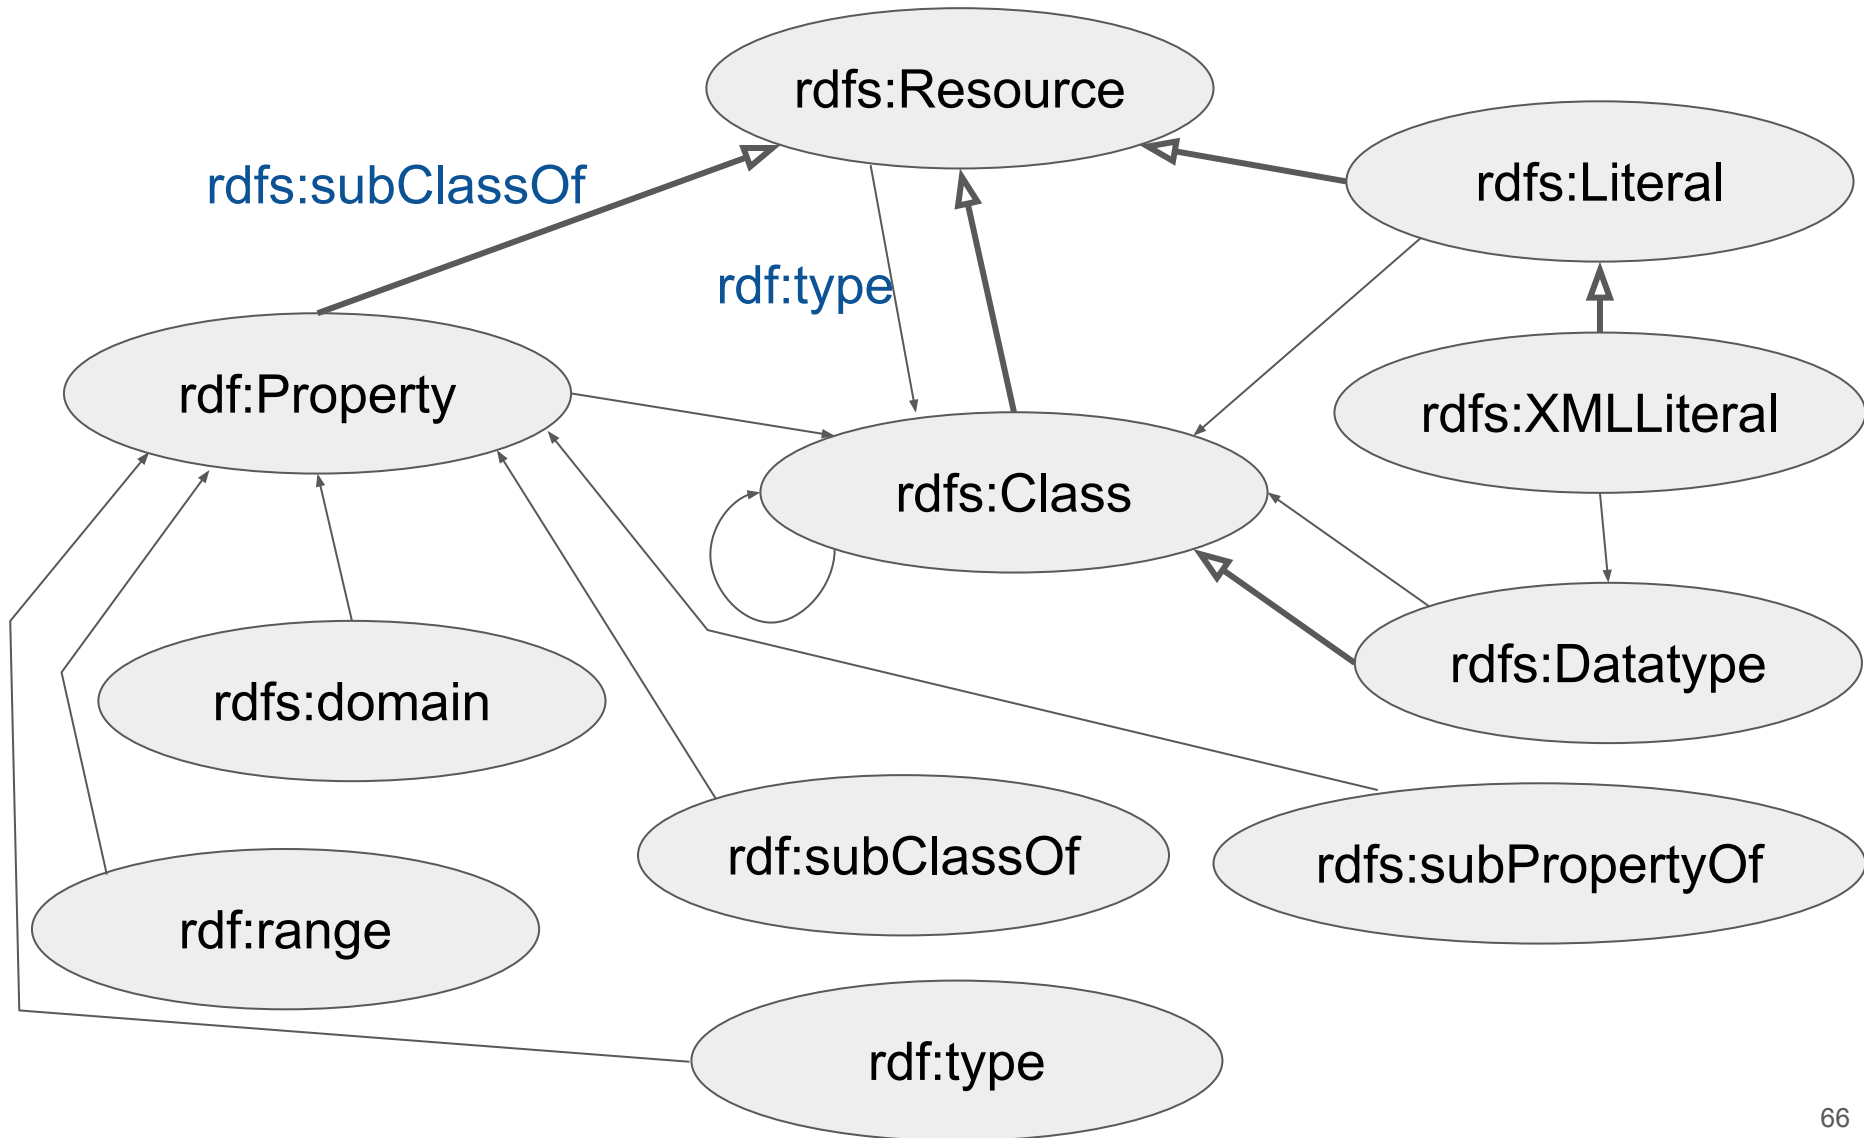 rdfs:Resource
rdfs:subClassOf
rdfs:Literal
rdf:type
rdf:Property
rdfs:XMLLiteral
rdfs:Class
rdfs:Datatype
rdfs:domain
rdf:subClassOf
rdfs:subPropertyOf
rdf:range
rdf:type
66